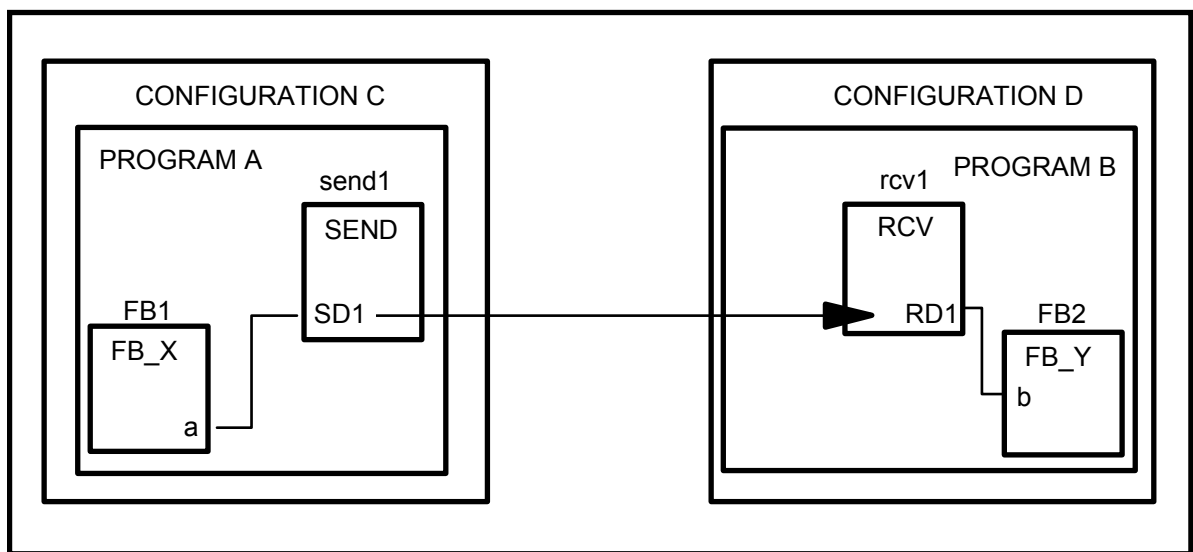 CONFIGURATION C
PROGRAM A
send1
SEND
SD1
FB1
FB_X
a
CONFIGURATION D
PROGRAM B
rcv1
RCV
RD1
FB2
FB_Y
b